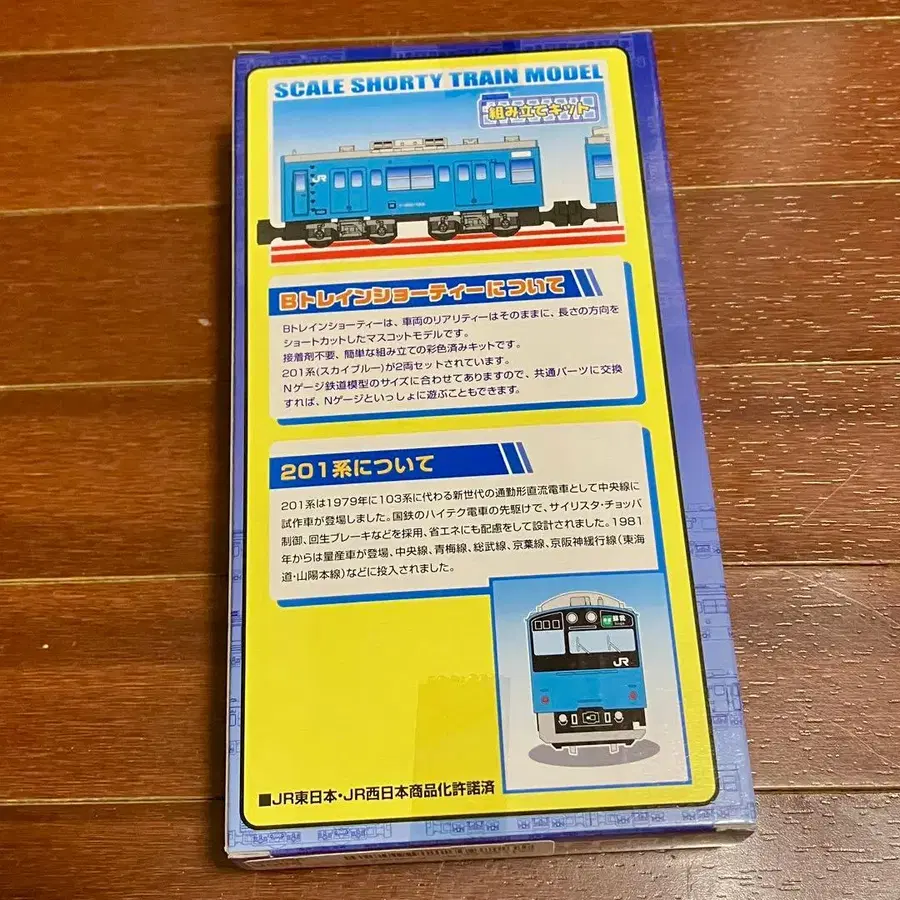 SCALE SHORTY TRAIN MODEL
組み立てキット
JR
Bトレインショーティーについて
Bトレインショーティーは、車両のリアリティーはそのままに、長さの方向を
ショートカットしたマスコットモデルです。
接着剤不要、簡単な組み立ての彩色済みキットです。
201系(スカイブルー)が2両セットされています。
Nゲージ鉄道模型のサイズに合わせてありますので、共通パーツに交換
すれば、Nゲージといっしょに遊ぶこともできます。
201系について
201系は1979年に103系に代わる新世代の通勤形直流電車として中央線に
試作車が登場しました。国鉄のハイテク電車の先駆けで、サイリスタ・チョッパ
制御、回生ブレーキなどを採用、省エネにも配慮をして設計されました。1981
年からは量産車が登場、中央線、青梅線、総武線、京葉線、京阪神緩行線(東海
道・山陽本線)などに投入されました。
JR
■JR東日本・JR西日本商品化許諾済